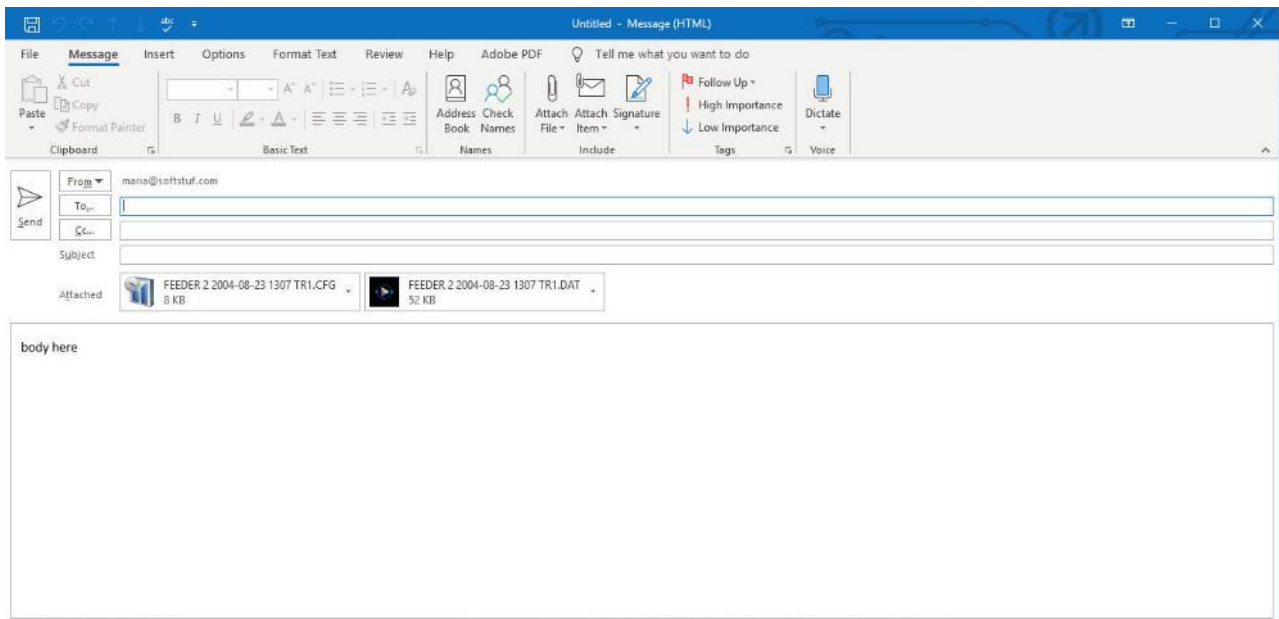 abc
Untitled - Message (HTML)
File Message Insert Options Format Text Review Help Adobe PDF Tell me what you want to do
Paste
Cut
Copy
Format Painter
Clipboard
B I U A
Basic Text
Address Book
Check Names
Names
Attach File
Attach Item
Signature
Include
Follow Up
High Importance
Low Importance
Tags
Dictate
Voice
Send
From maria@softstuf.com
To...
Cc...
Subject
Attached
FEEDER 2 2004-08-23 1307 TR1.CFG
8 KB
FEEDER 2 2004-08-23 1307 TR1.DAT
52 KB
body here